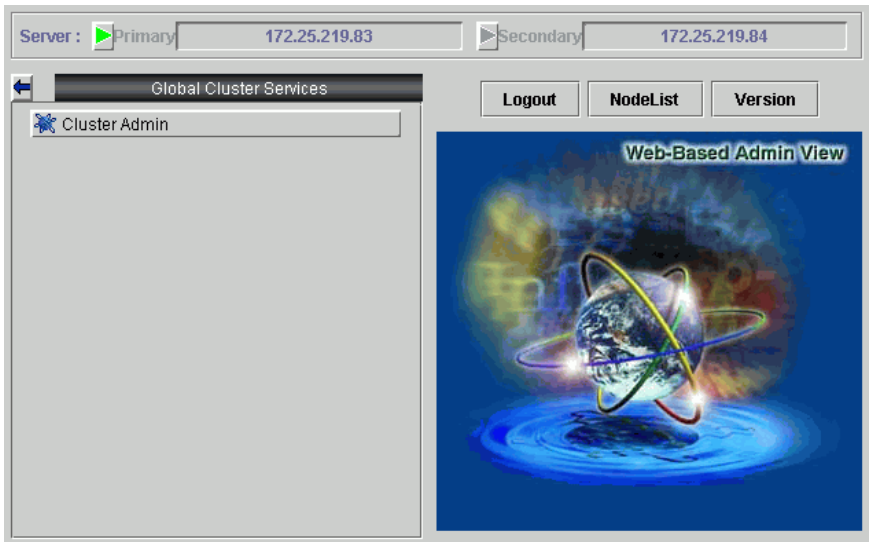 Server : Primary 172.25.219.83 Secondary 172.25.219.84
Global Cluster Services
Logout NodeList Version
Cluster Admin
Web-Based Admin View